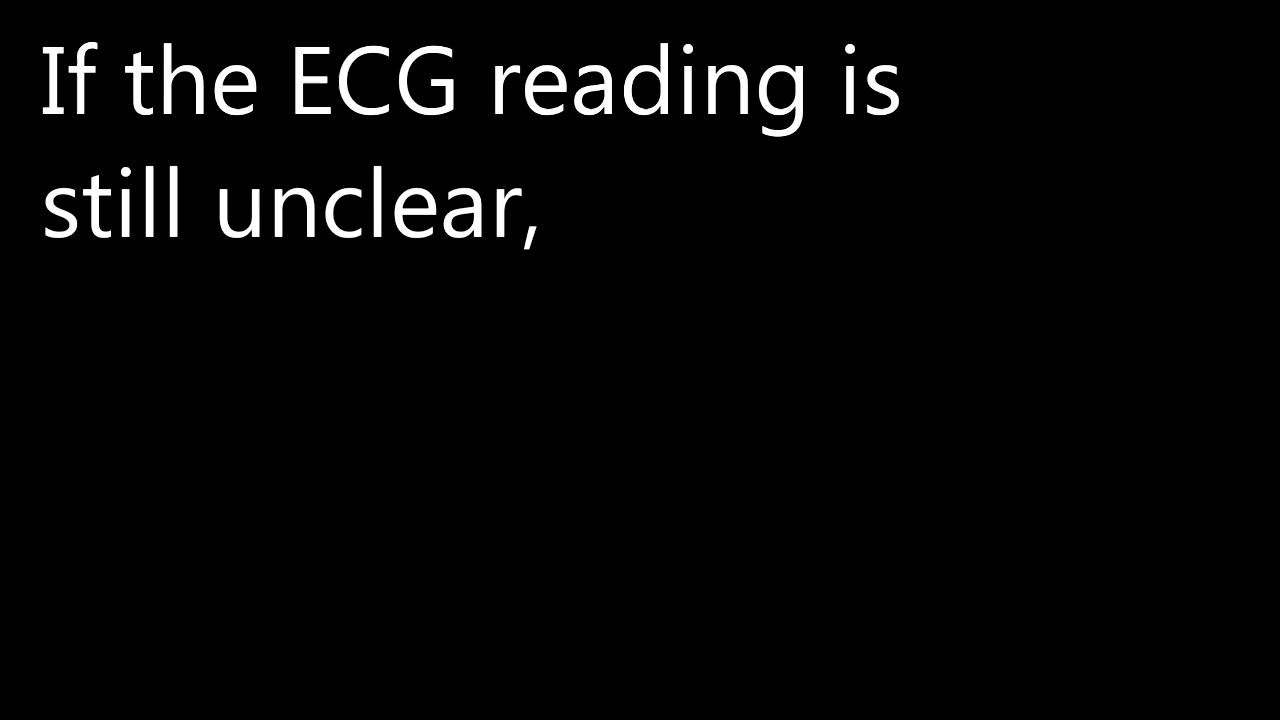 If the ECG reading is
still unclear,